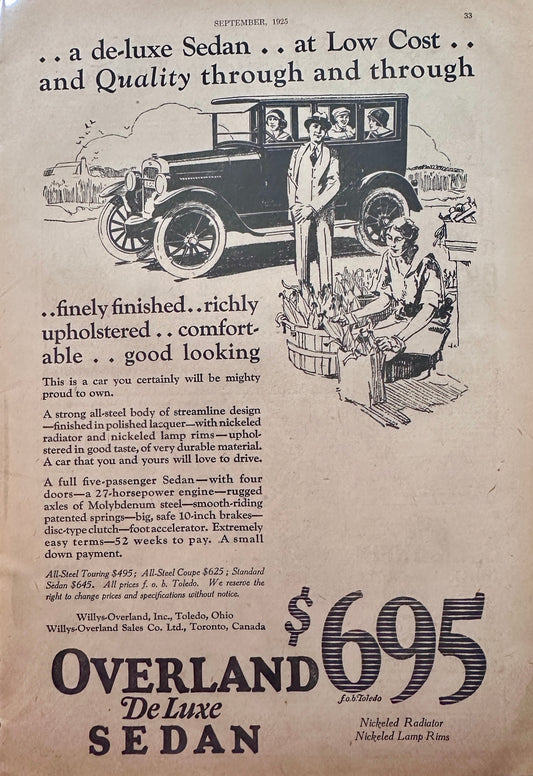 SEPTEMBER, 1925
33
. . a de-luxe Sedan . . at Low Cost . .
and Quality through and through
. . finely finished . . richly
upholstered . . comfort-
able . . good looking
This is a car you certainly will be mighty
proud to own.
A strong all-steel body of streamline design
—finished in polished lacquer—with nickeled
radiator and nickeled lamp rims—uphol-
stered in good taste, of very durable material.
A car that you and yours will love to drive.
A full five-passenger Sedan—with four
doors—a 27-horsepower engine—rugged
axles of Molybdenum steel—smooth-riding
patented springs—big, safe 10-inch brakes—
disc-type clutch—foot accelerator. Extremely
easy terms—52 weeks to pay. A small
down payment.
All-Steel Touring $495; All-Steel Coupe $625; Standard
Sedan $645. All prices f. o. b. Toledo. We reserve the
right to change prices and specifications without notice.
Willys-Overland, Inc., Toledo, Ohio
Willys-Overland Sales Co. Ltd., Toronto, Canada
OVERLAND
De Luxe
SEDAN
$695
f.o.b. Toledo
Nickeled Radiator
Nickeled Lamp Rims